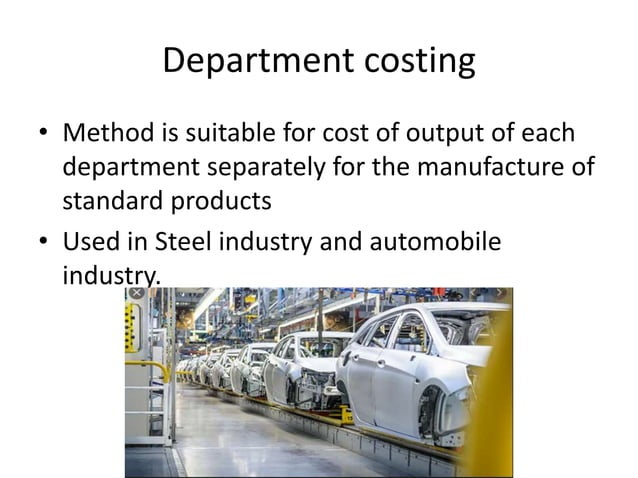 Department costing
• Method is suitable for cost of output of each
department separately for the manufacture of
standard products
• Used in Steel industry and automobile
industry.